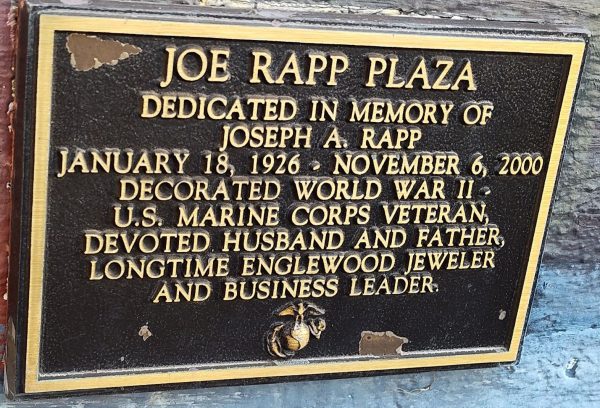 JOE RAPP PLAZA
DEDICATED IN MEMORY OF
JOSEPH A. RAPP
JANUARY 18, 1926 • NOVEMBER 6, 2000
DECORATED WORLD WAR II •
U.S. MARINE CORPS VETERAN,
DEVOTED HUSBAND AND FATHER,
LONGTIME ENGLEWOOD JEWELER
AND BUSINESS LEADER.